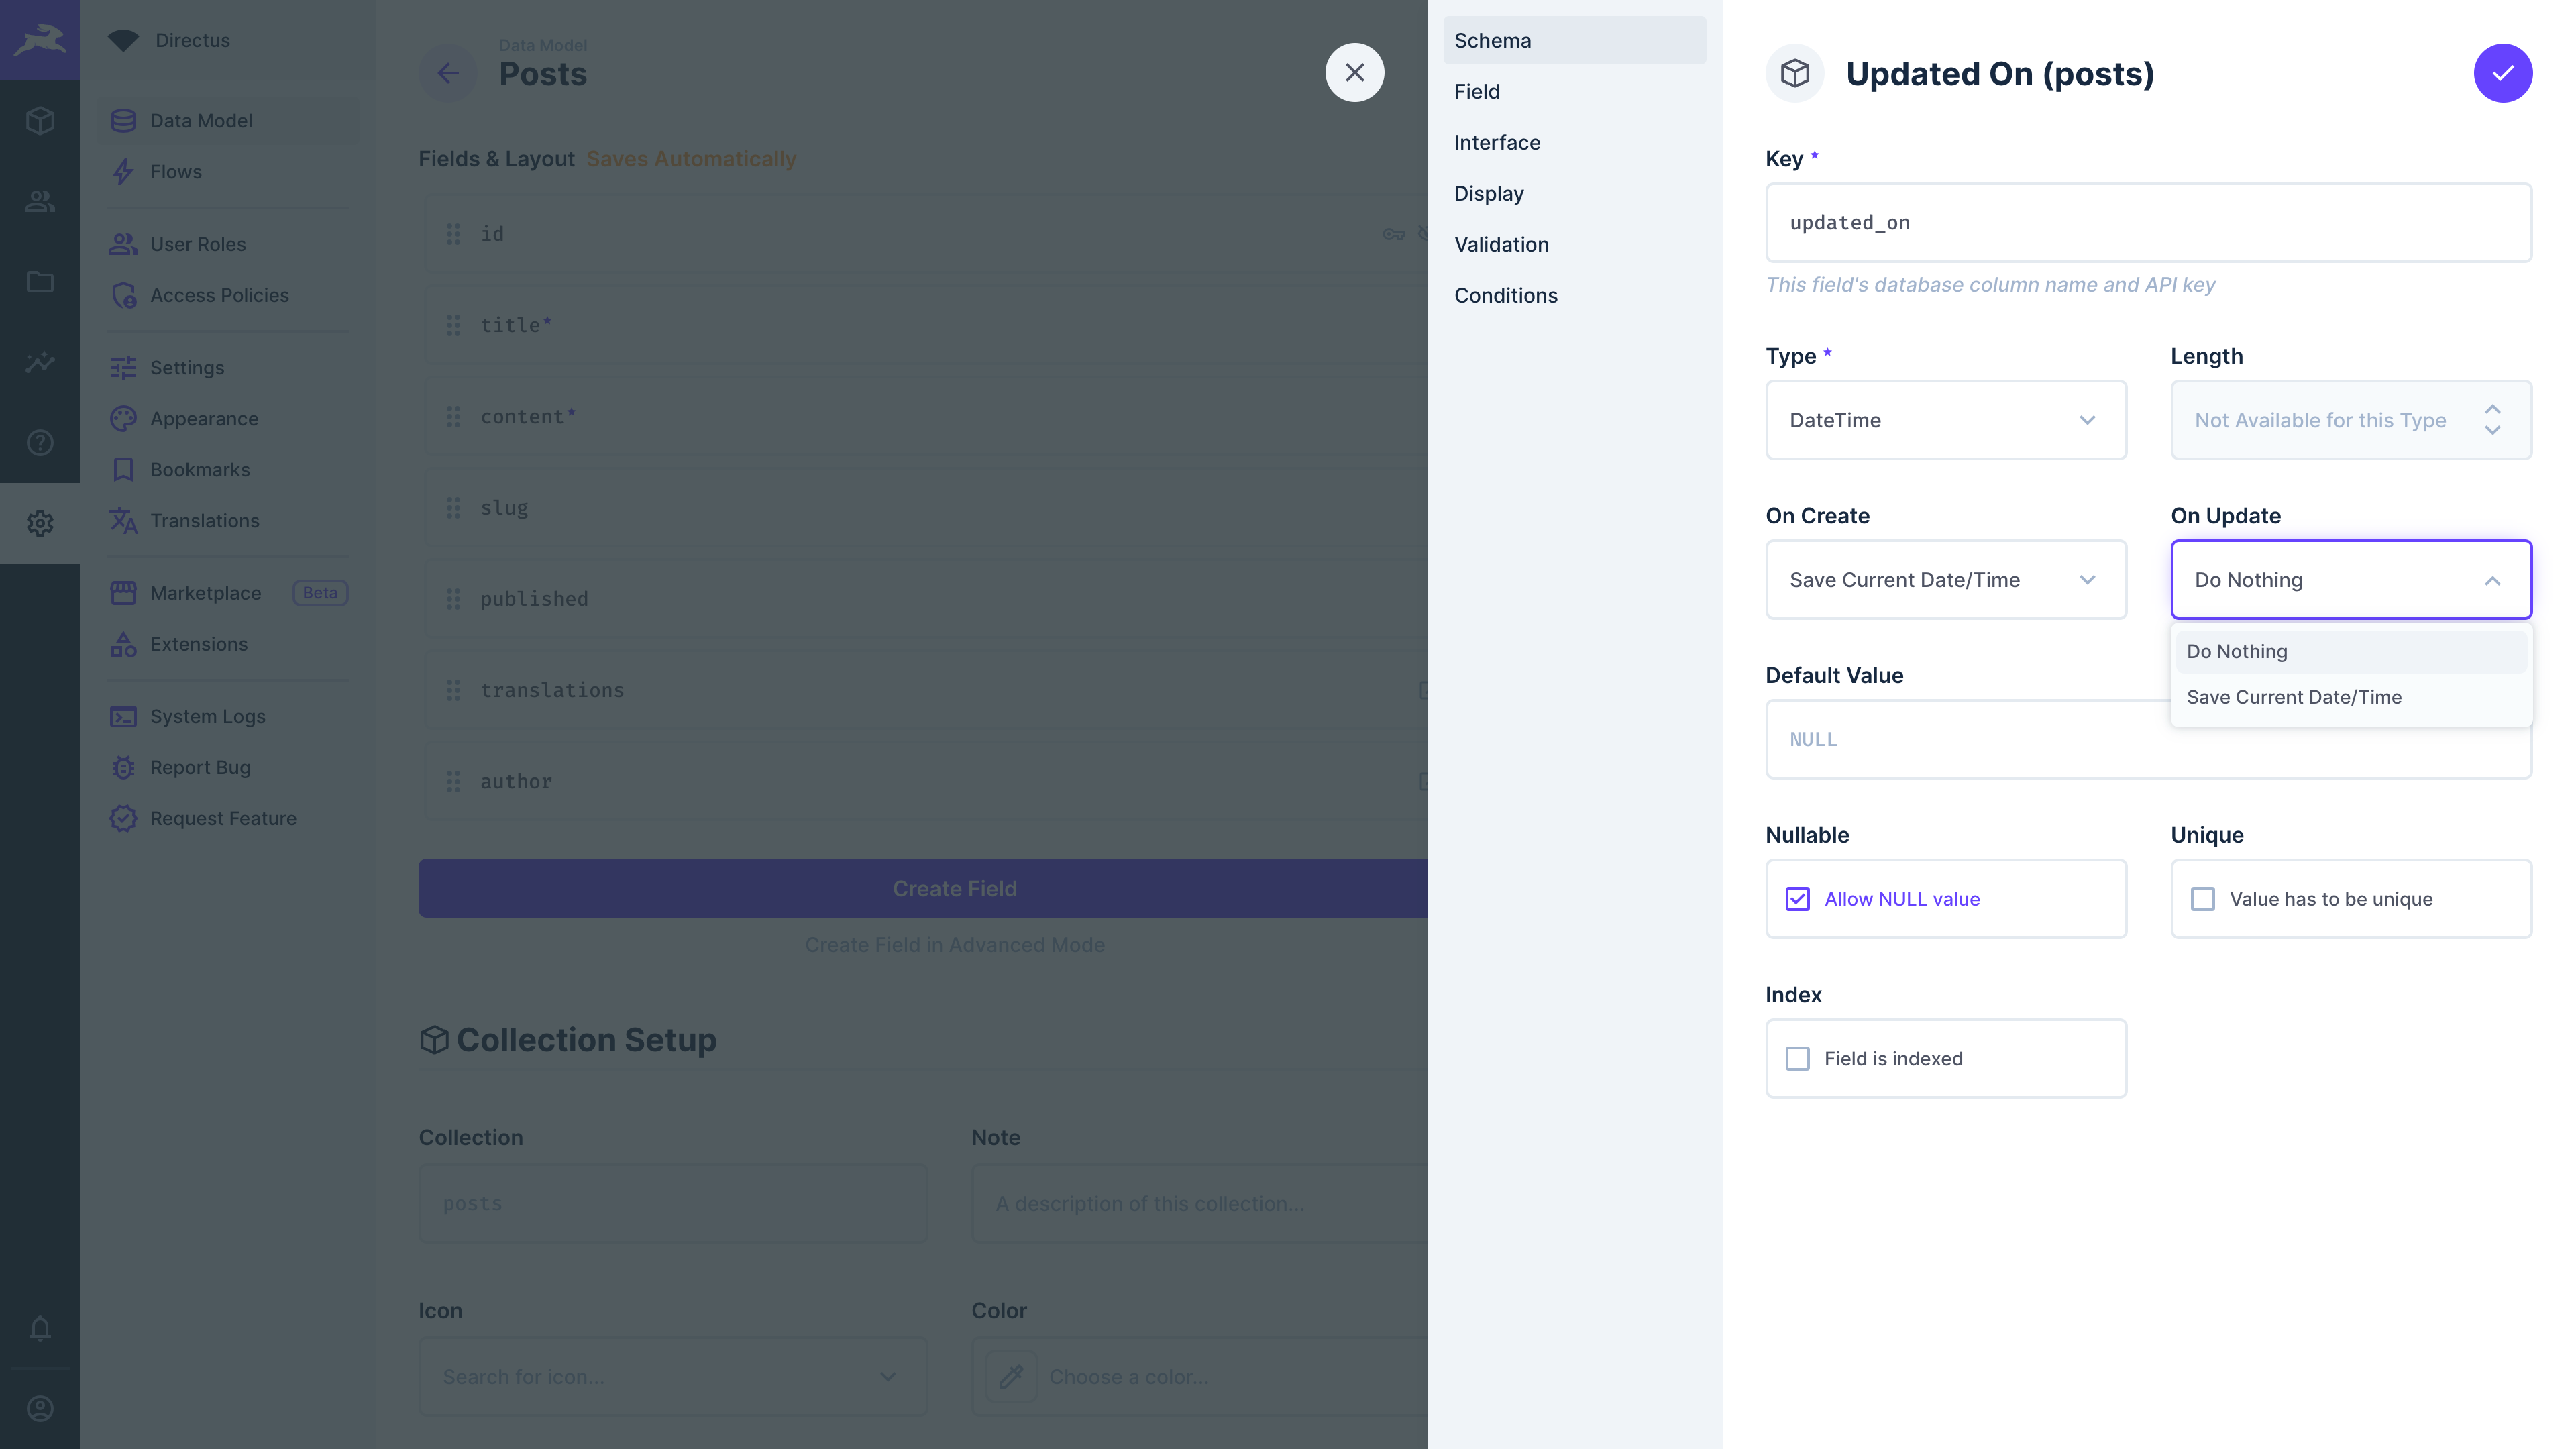 Directus
Data Model
Flows
User Roles
Access Policies
Settings
Appearance
Bookmarks
Translations
Marketplace Beta
Extensions
System Logs
Report Bug
Request Feature
Data Model
Posts
Fields & Layout Saves Automatically
id
title*
content*
slug
published
translations
author
Create Field
Create Field in Advanced Mode
Collection Setup
Collection
posts
Note
A description of this collection...
Icon
Search for icon...
Color
Choose a color...
Schema
Field
Interface
Display
Validation
Conditions
Updated On (posts)
Key *
updated_on
This field's database column name and API key
Type *
DateTime
Length
Not Available for this Type
On Create
Save Current Date/Time
On Update
Do Nothing
Do Nothing
Save Current Date/Time
Default Value
NULL
Nullable
Allow NULL value
Unique
Value has to be unique
Index
Field is indexed